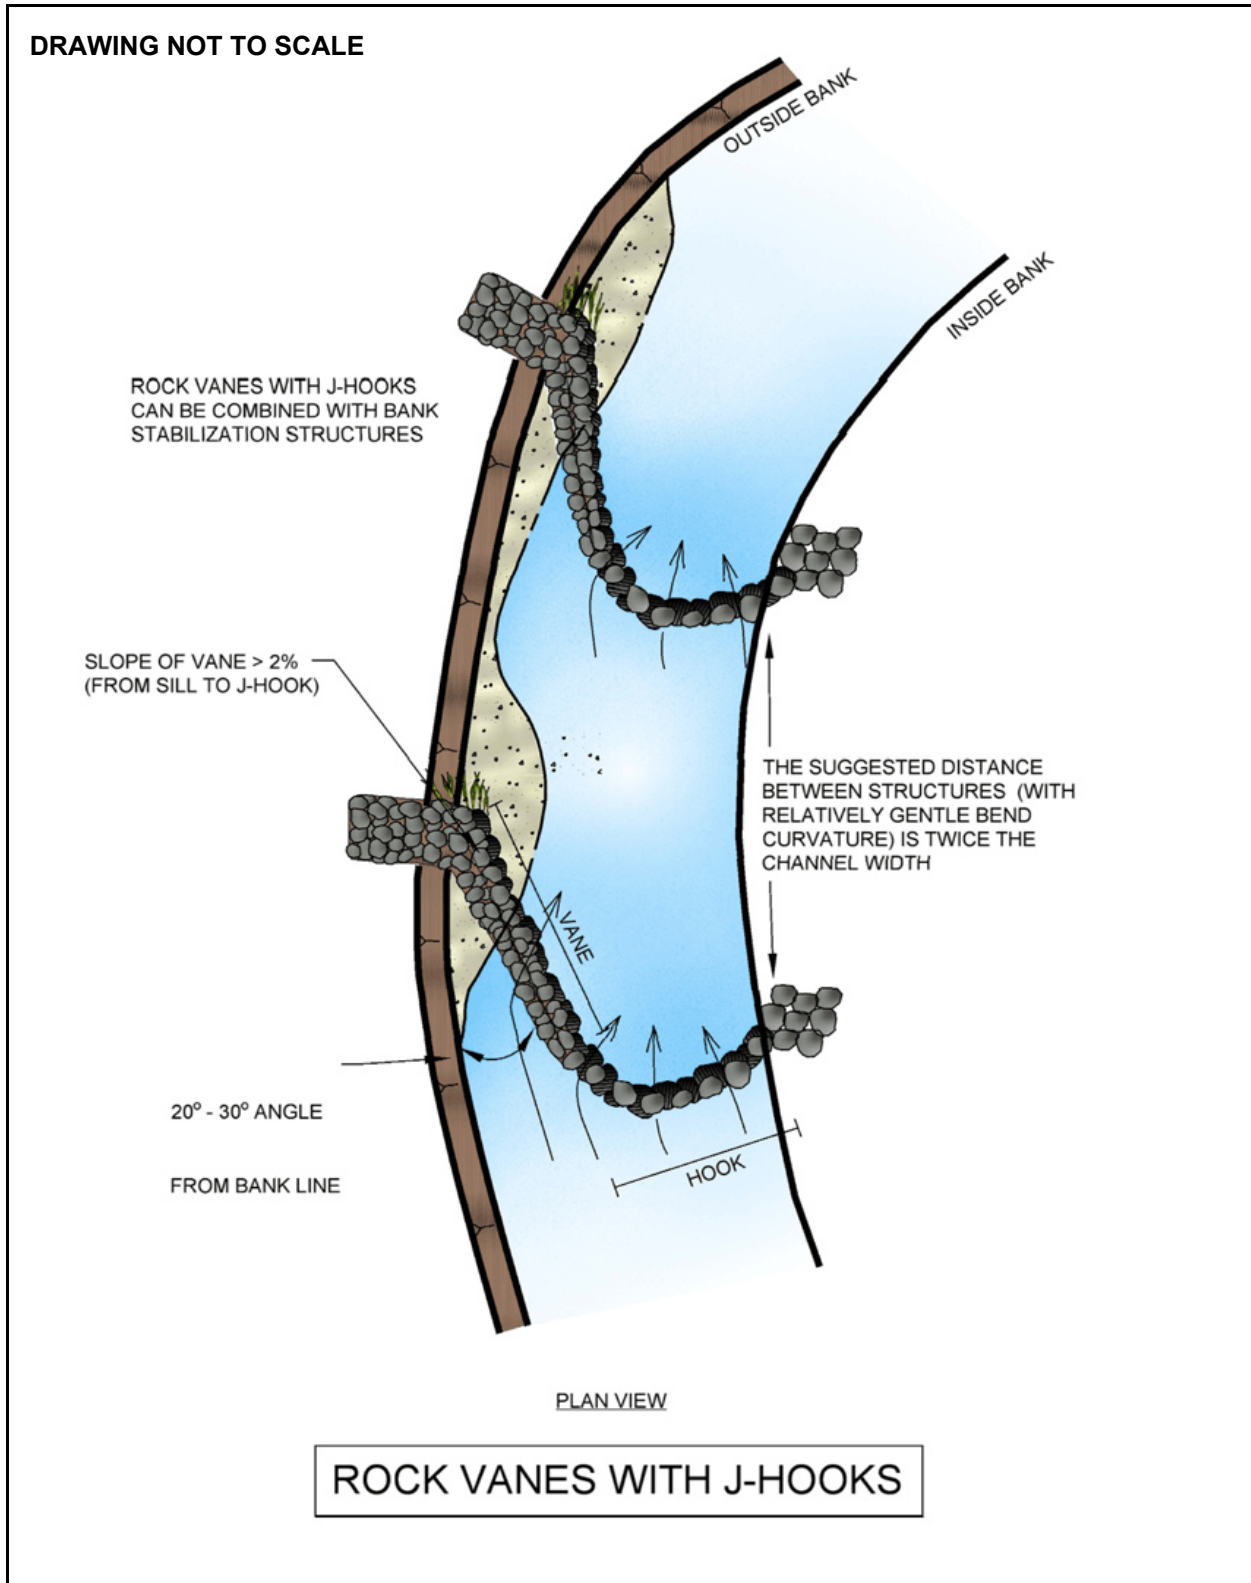 DRAWING NOT TO SCALE
OUTSIDE BANK
INSIDE BANK
ROCK VANES WITH J-HOOKS
CAN BE COMBINED WITH BANK
STABILIZATION STRUCTURES
SLOPE OF VANE > 2%
(FROM SILL TO J-HOOK)
THE SUGGESTED DISTANCE
BETWEEN STRUCTURES (WITH
RELATIVELY GENTLE BEND
CURVATURE) IS TWICE THE
CHANNEL WIDTH
VANE
20° - 30° ANGLE
FROM BANK LINE
HOOK
PLAN VIEW
ROCK VANES WITH J-HOOKS